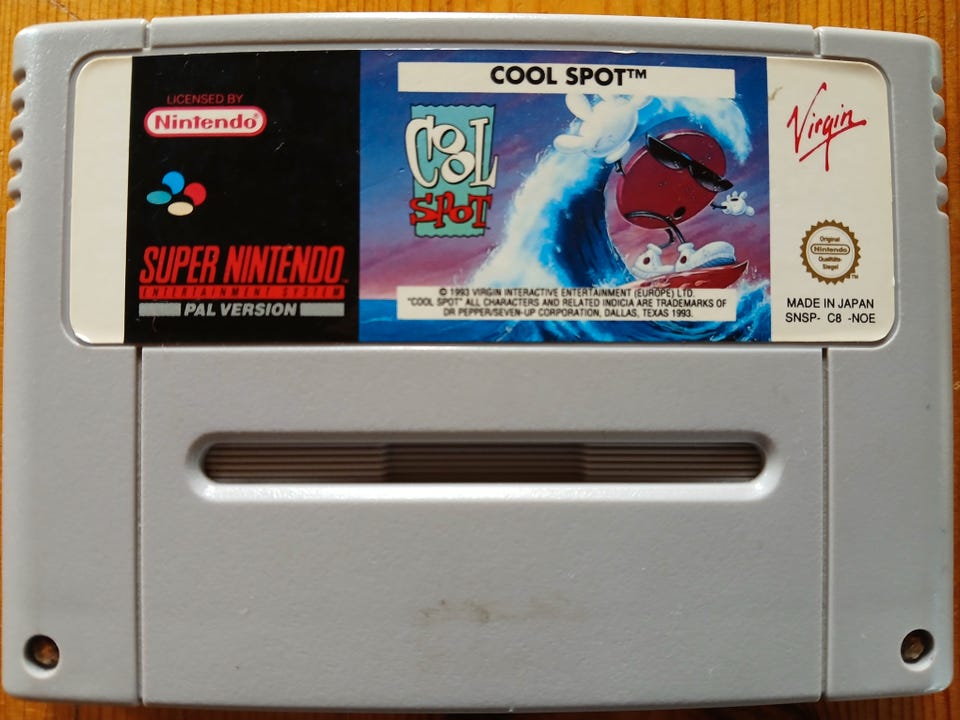 COOL SPOT™
LICENSED BY
Nintendo®
COOL
SPOT
Virgin
SUPER NINTENDO™
ENTERTAINMENT SYSTEM
PAL VERSION
© 1993 VIRGIN INTERACTIVE ENTERTAINMENT (EUROPE) LTD.
"COOL SPOT" ALL CHARACTERS AND RELATED INDICIA ARE TRADEMARKS OF
DR PEPPER/SEVEN-UP CORPORATION, DALLAS, TEXAS 1993.
Original
Nintendo
Qualitäts-
Siegel
TM
MADE IN JAPAN
SNSP- C8 -NOE